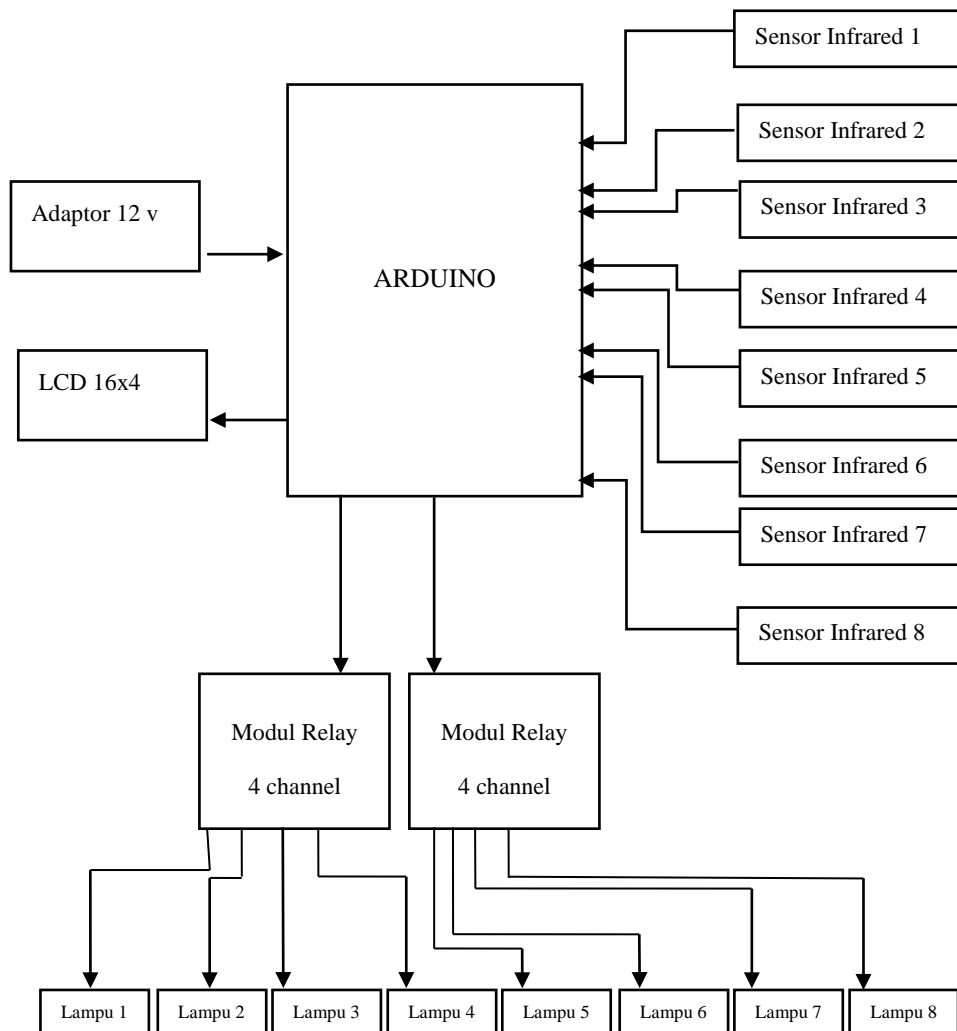 Sensor Infrared 1
Sensor Infrared 2
Adaptor 12 v
Sensor Infrared 3
ARDUINO
Sensor Infrared 4
LCD 16x4
Sensor Infrared 5
Sensor Infrared 6
Sensor Infrared 7
Sensor Infrared 8
Modul Relay
4 channel
Modul Relay
4 channel
Lampu 1
Lampu 2
Lampu 3
Lampu 4
Lampu 5
Lampu 6
Lampu 7
Lampu 8